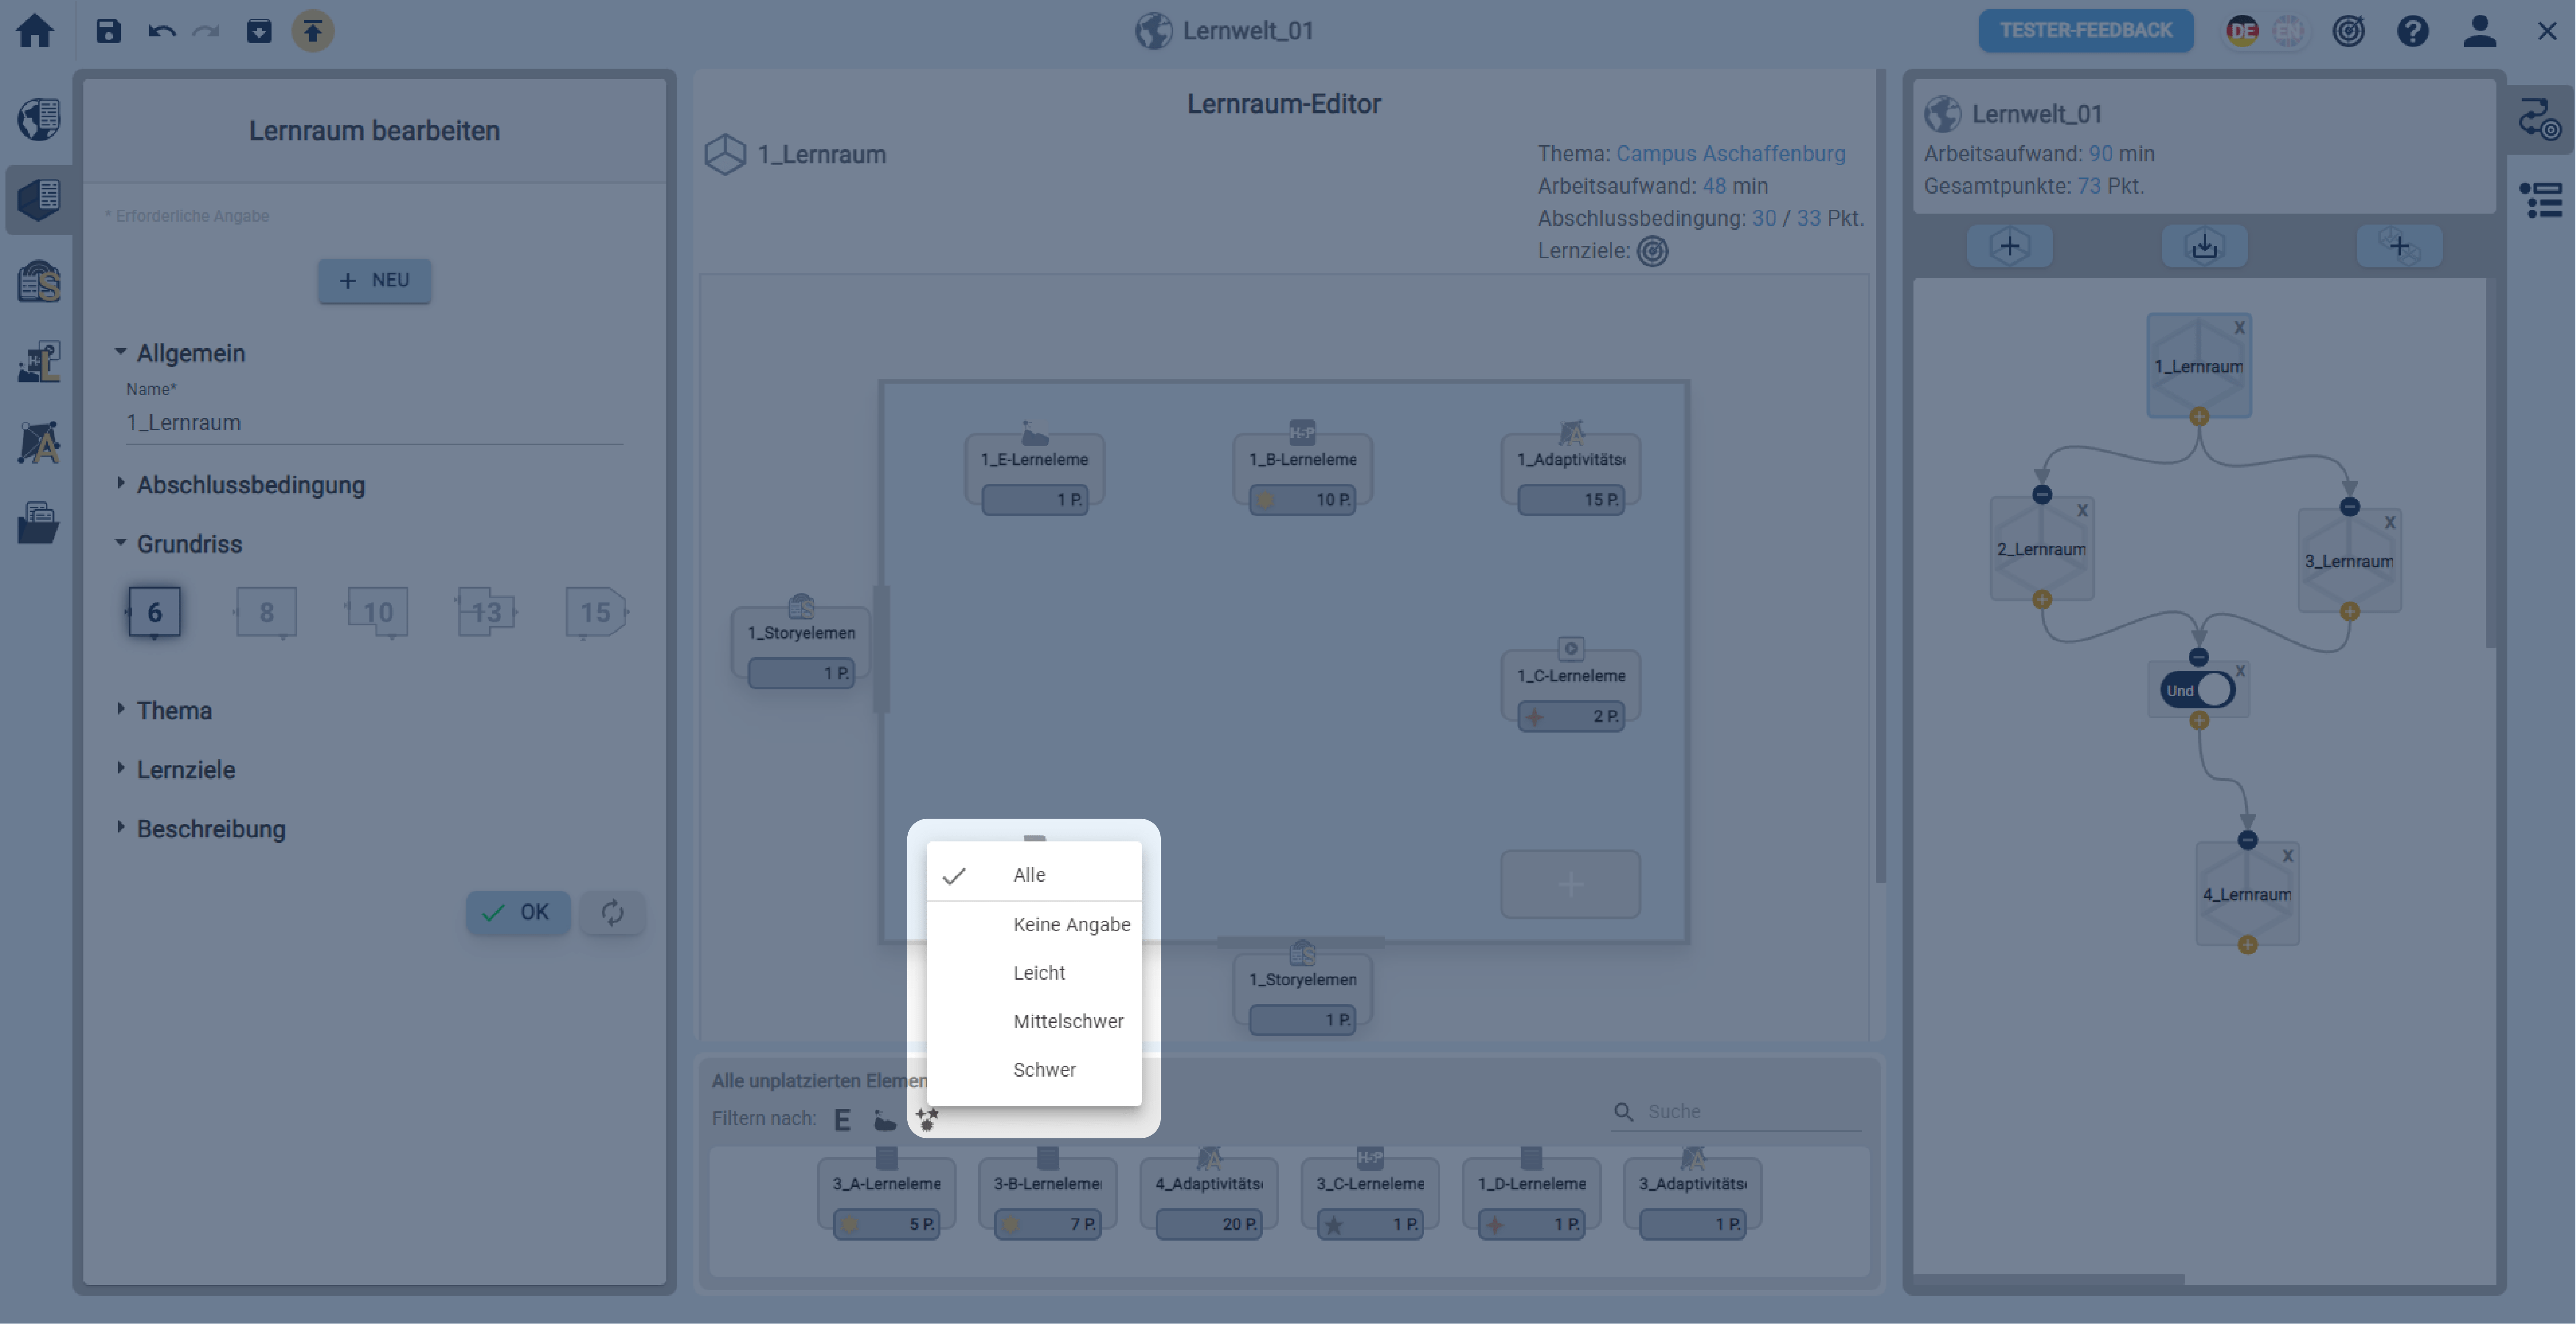 Lernwelt_01
TESTER-FEEDBACK
DE
EN
Lernraum bearbeiten
* Erforderliche Angabe
+ NEU
Allgemein
Name*
1_Lernraum
Abschlussbedingung
Grundriss
6
8
10
13
15
Thema
Lernziele
Beschreibung
OK
Lernraum-Editor
1_Lernraum
Thema: Campus Aschaffenburg
Arbeitsaufwand: 48 min
Abschlussbedingung: 30 / 33 Pkt.
Lernziele:
1_E-Lerneleme
1 P.
H-P
1_B-Lerneleme
10 P.
A
1_Adaptivitäts
15 P.
S
1_Storyelemen
1 P.
1_C-Lerneleme
2 P.
S
1_Storyelemen
1 P.
Alle
Keine Angabe
Leicht
Mittelschwer
Schwer
Alle unplatzierten Elemen
Filtern nach: E
Suche
3_A-Lerneleme
5 P.
3-B-Lerneleme
7 P.
A
4_Adaptivitäts
20 P.
H-P
3_C-Lerneleme
1 P.
1_D-Lerneleme
1 P.
A
3_Adaptivitäts
1 P.
Lernwelt_01
Arbeitsaufwand: 90 min
Gesamtpunkte: 73 Pkt.
x
1_Lernraum
x
2_Lernraum
x
3_Lernraum
x
Und
x
4_Lernraum